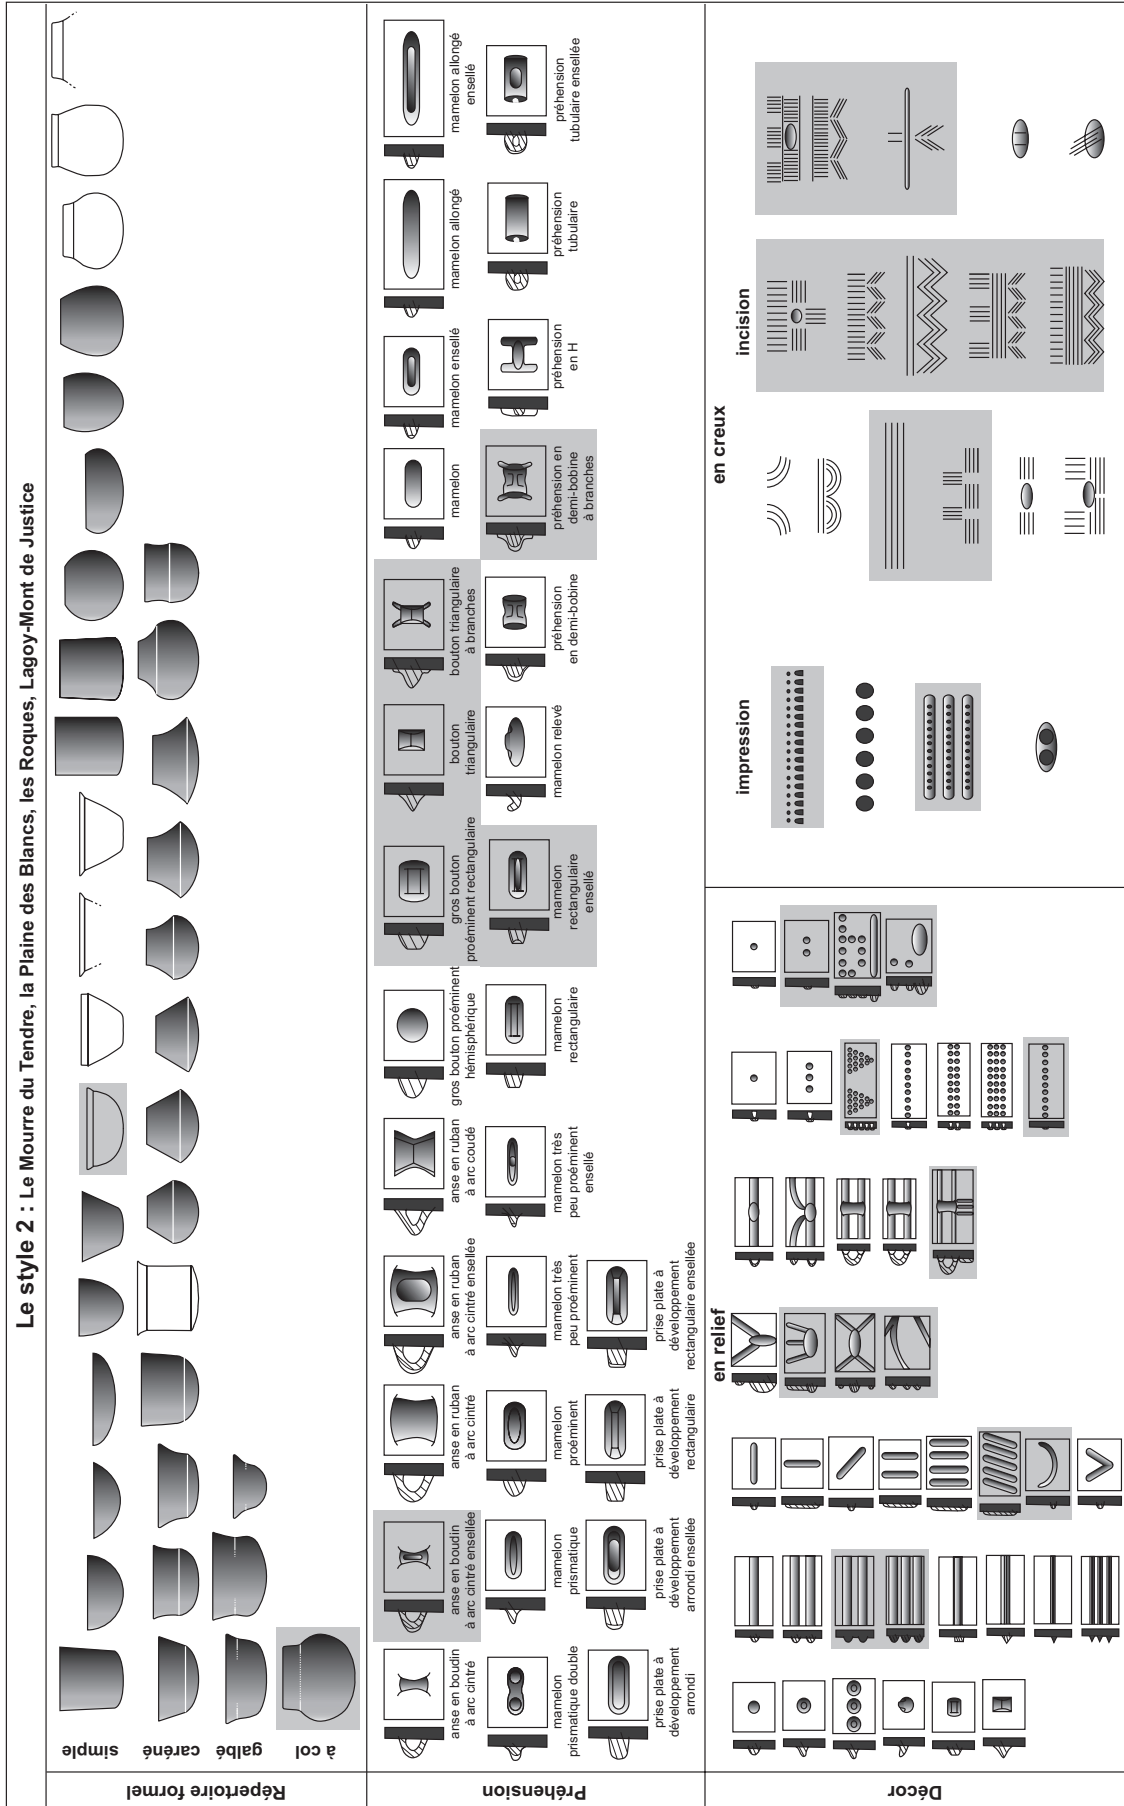 Le style 2 : Le Mourre du Tendre, la Plaine des Blancs, les Roques, Lagoy-Mont de Justice
Répertoire formel
simple
caréné
galbé
à col
Préhension
anse en boudin
à arc cintré
anse en boudin
à arc cintré ensellée
anse en ruban
à arc cintré
anse en ruban
à arc cintré ensellée
anse en ruban
à arc coudé
gros bouton proéminent
hémisphérique
gros bouton
proéminent rectangulaire
bouton
triangulaire
bouton triangulaire
à branches
mamelon
mamelon ensellé
mamelon allongé
mamelon allongé
ensellé
mamelon
prismatique double
mamelon
prismatique
mamelon
proéminent
mamelon très
peu proéminent
mamelon très
peu proéminent
ensellé
mamelon
rectangulaire
mamelon
rectangulaire
ensellé
mamelon relevé
préhension
en demi-bobine
préhension en
demi-bobine
à branches
préhension
en H
préhension
tubulaire
préhension
tubulaire ensellée
prise plate à
développement
arrondi
prise plate à
développement
arrondi ensellée
prise plate à
développement
rectangulaire
prise plate à
développement
rectangulaire ensellée
Décor
en relief
en creux
impression
incision